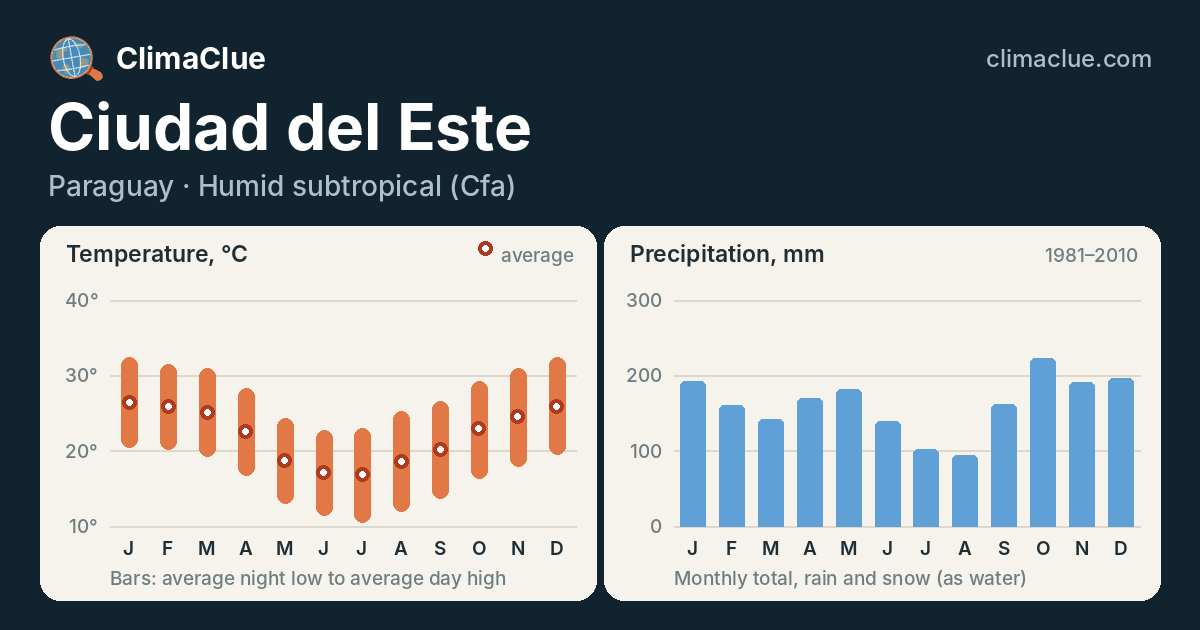 ClimaClue
climaclue.com
Ciudad del Este
Paraguay · Humid subtropical (Cfa)
Temperature, °C
average
40°
30°
20°
10°
J F M A M J J A S O N D
Bars: average night low to average day high
Precipitation, mm
1981–2010
300
200
100
0
J F M A M J J A S O N D
Monthly total, rain and snow (as water)